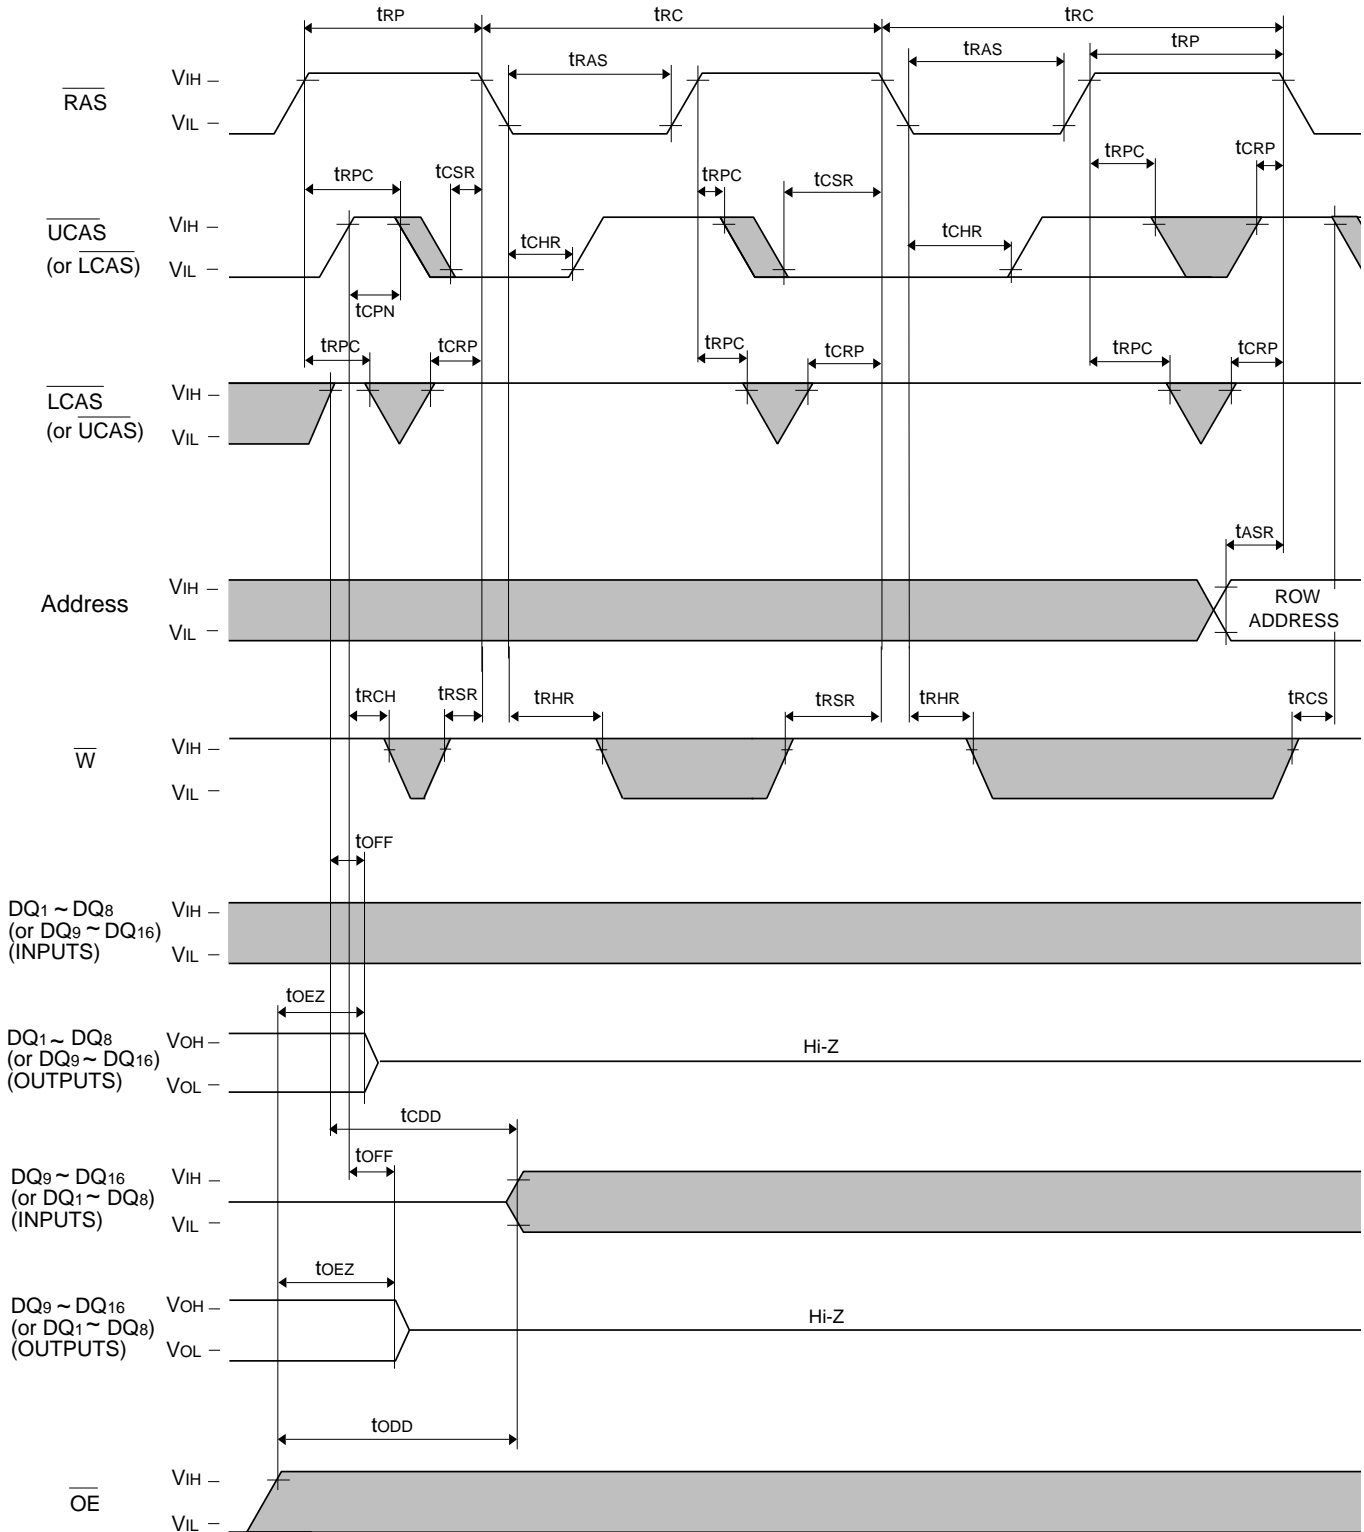 tRP tRC tRC
tRAS tRAS tRP
RAS
VIH
VIL
tRPC tCSR tRPC tCSR tRPC tCRP
UCAS
(or LCAS)
VIH
VIL
tCHR tCHR
tCPN
tRPC tCRP tRPC tCRP tRPC tCRP
LCAS
(or UCAS)
VIH
VIL
tASR
Address
VIH
VIL
ROW
ADDRESS
tRCH tRSR tRHR tRSR tRHR tRCS
W
VIH
VIL
tOFF
DQ1 ~ DQ8
(or DQ9 ~ DQ16)
(INPUTS)
VIH
VIL
tOEZ
DQ1 ~ DQ8
(or DQ9 ~ DQ16)
(OUTPUTS)
VOH
VOL
Hi-Z
tCDD
tOFF
DQ9 ~ DQ16
(or DQ1 ~ DQ8)
(INPUTS)
VIH
VIL
tOEZ
DQ9 ~ DQ16
(or DQ1 ~ DQ8)
(OUTPUTS)
VOH
VOL
Hi-Z
tODD
OE
VIH
VIL